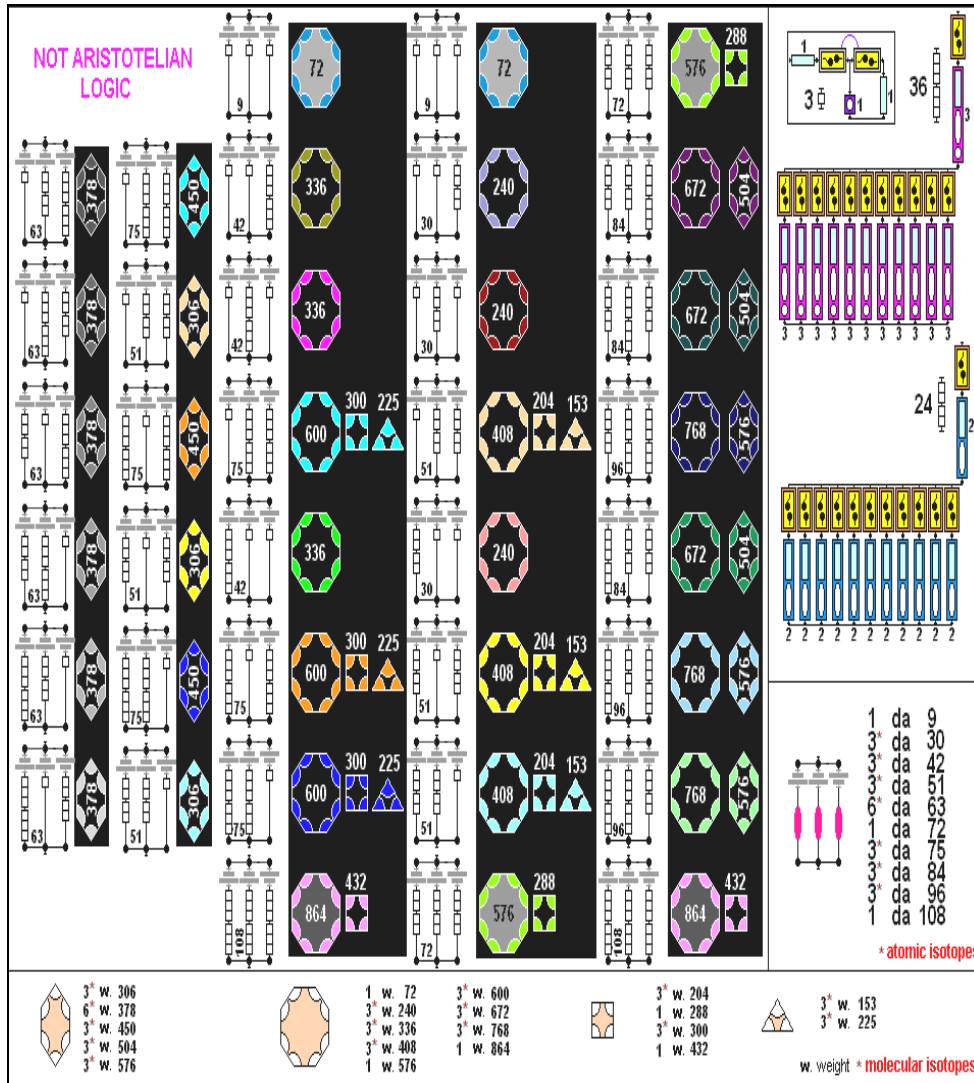 NOT ARISTOTELIAN
LOGIC
9
72
9
72
72
576
288
63
378
75
450
42
336
30
240
84
672
504
63
378
51
306
42
336
30
240
84
672
504
63
378
75
450
75
600
300
225
51
408
204
153
96
768
576
63
378
51
306
42
336
30
240
84
672
504
63
378
75
450
75
600
300
225
51
408
204
153
96
768
576
63
378
51
306
75
600
300
225
51
408
204
153
96
768
576
108
864
432
72
576
288
108
864
432
1
3
1
1
36
3
3 3 3 3 3 3 3 3 3 3 3
24
2
2 2 2 2 2 2 2 2 2 2 2
1 da 9
3* da 30
3* da 42
3* da 51
6* da 63
1 da 72
3* da 75
3* da 84
3* da 96
1 da 108
* atomic isotopes
3* w. 306
6* w. 378
3* w. 450
3* w. 504
3* w. 576
1 w. 72
3* w. 240
3* w. 336
3* w. 408
1 w. 576
3* w. 600
3* w. 672
3* w. 768
1 w. 864
3* w. 204
1 w. 288
3* w. 300
1 w. 432
3* w. 153
3* w. 225
w. weight * molecular isotopes